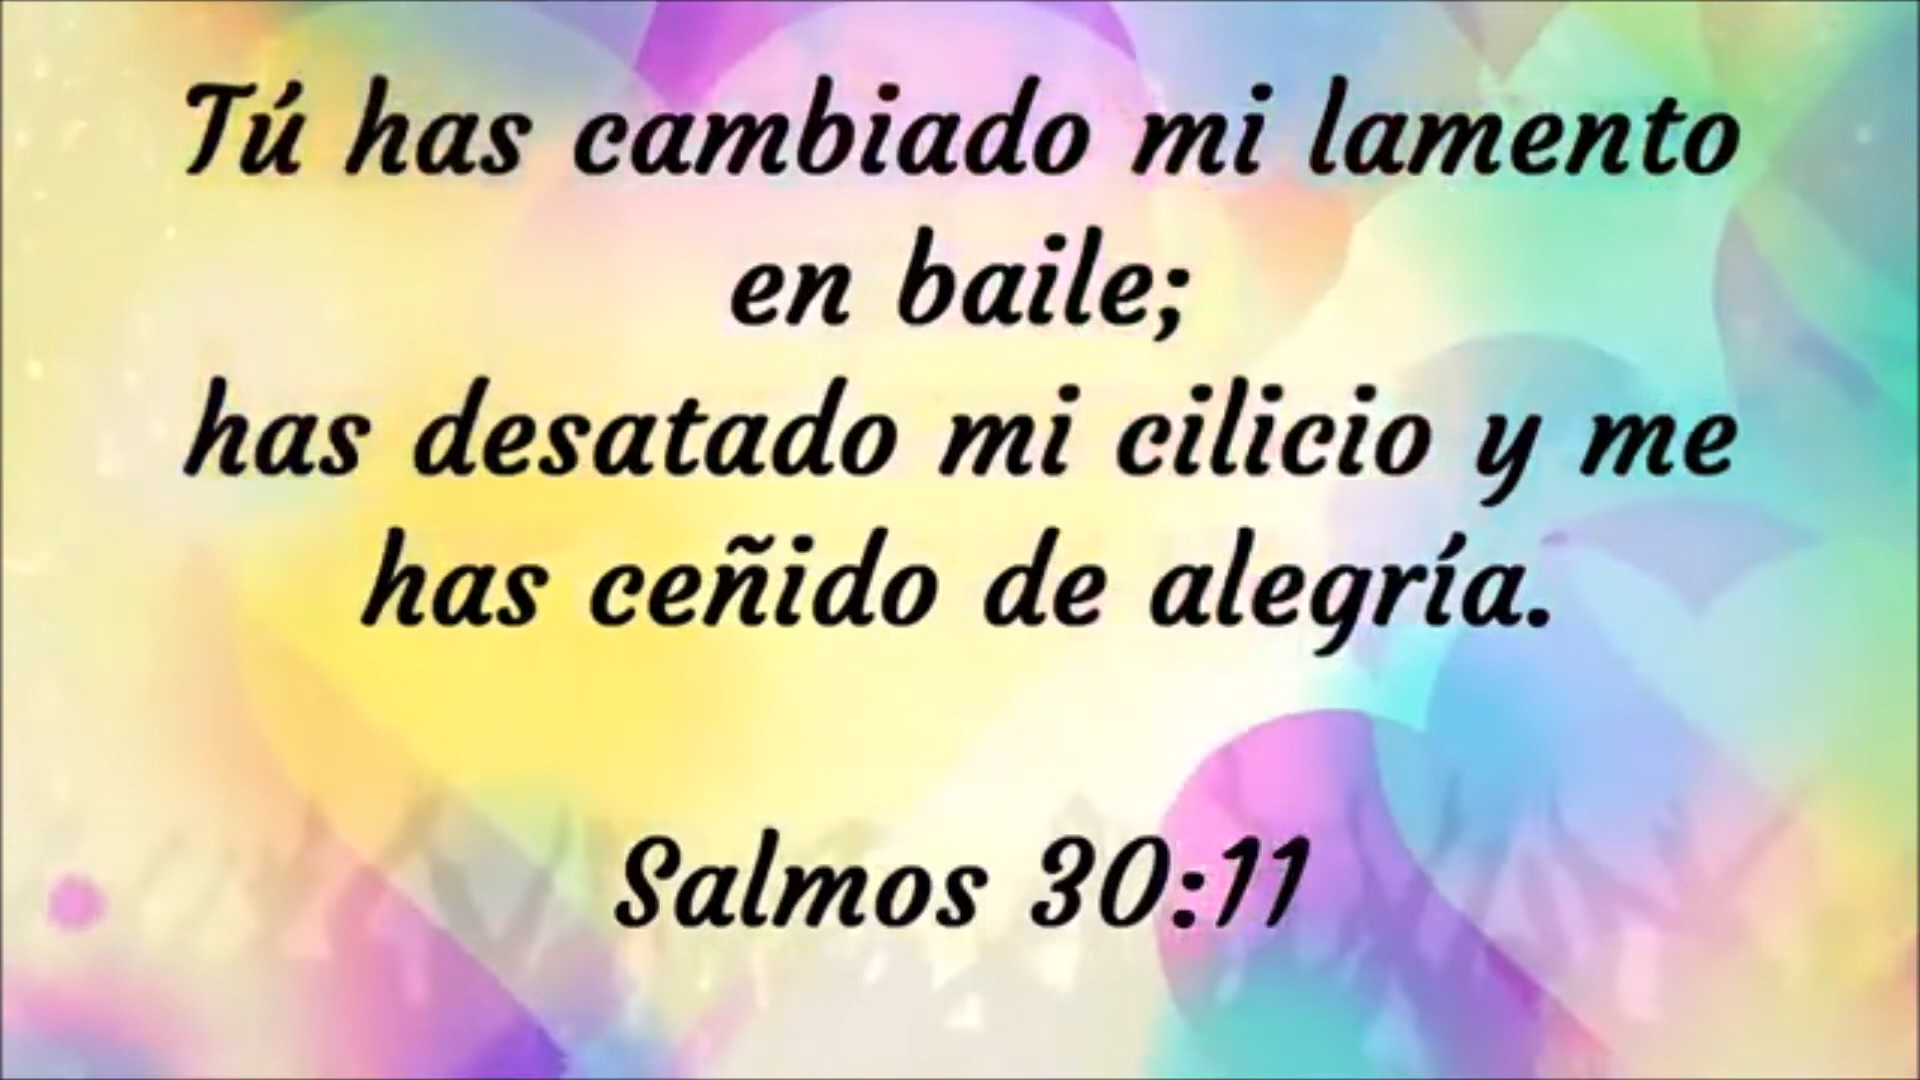 Tú has cambiado mi lamento
en baile;
has desatado mi cilicio y me
has ceñido de alegría.
Salmos 30:11